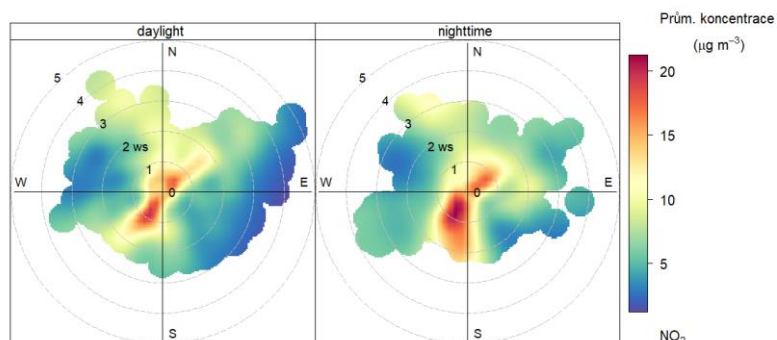 daylight
nighttime
Prům. koncentrace
(µg m⁻³)
N
5
4
3
2 ws
1
W
0
E
S
N
5
4
3
2 ws
1
W
0
E
S
20
15
10
5
NO₂